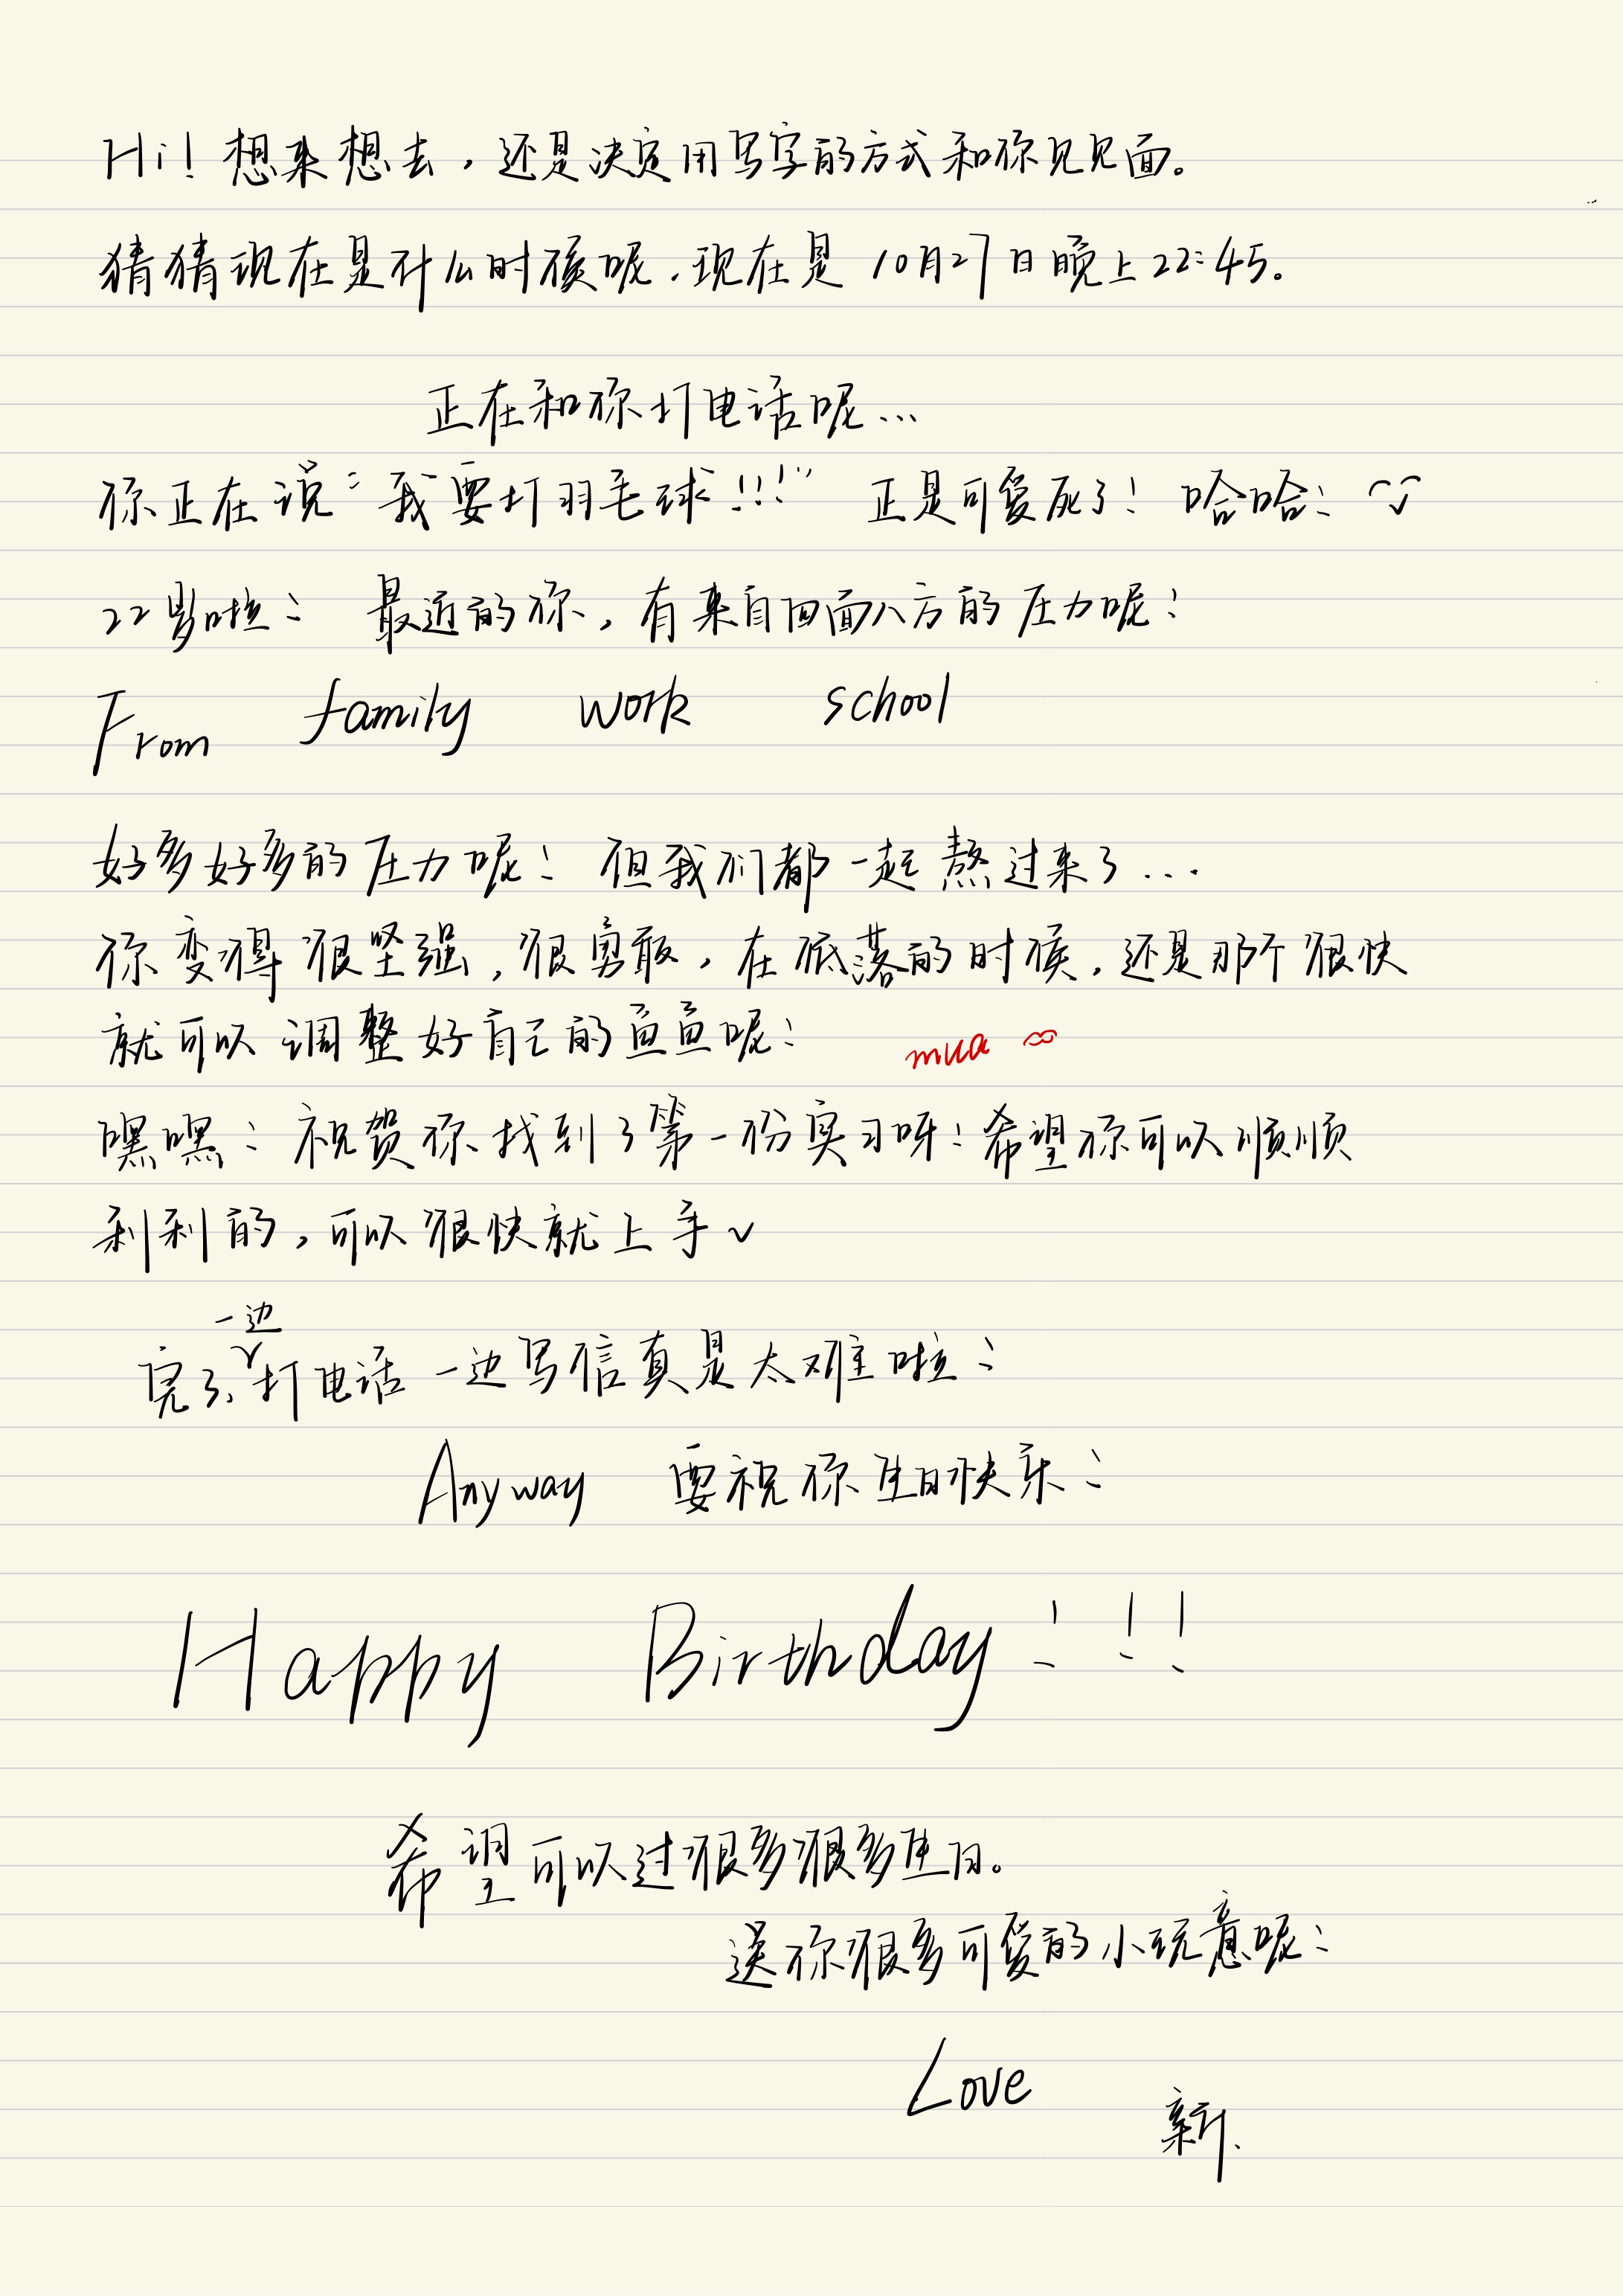 Hi! 想来想去，还是决定用写字的方式和你见见面。
猜猜现在是什么时候呢.现在是 10月27日晚上22:45。
正在和你打电话呢...
你正在说："我要打羽毛球!!!" 正是可爱死了! 哈哈!
22岁啦! 最近的你，有来自四面八方的压力呢!
From family work school
好多好多的压力呢! 但我们都一起熬过来了...
你变得很坚强，很勇敢，在低落的时候，还是那个很快
就可以调整好自己的鱼鱼呢! mua
嘿嘿! 祝贺你找到了第一份实习呀! 希望你可以顺顺
利利的，可以很快就上手~
完了、一边打电话一边写信真是太难啦!
Anyway 要祝你生日快乐!
Happy Birthday!!!
希望可以过很多很多生日。
送你很多可爱的小玩意呢!
Love
新.